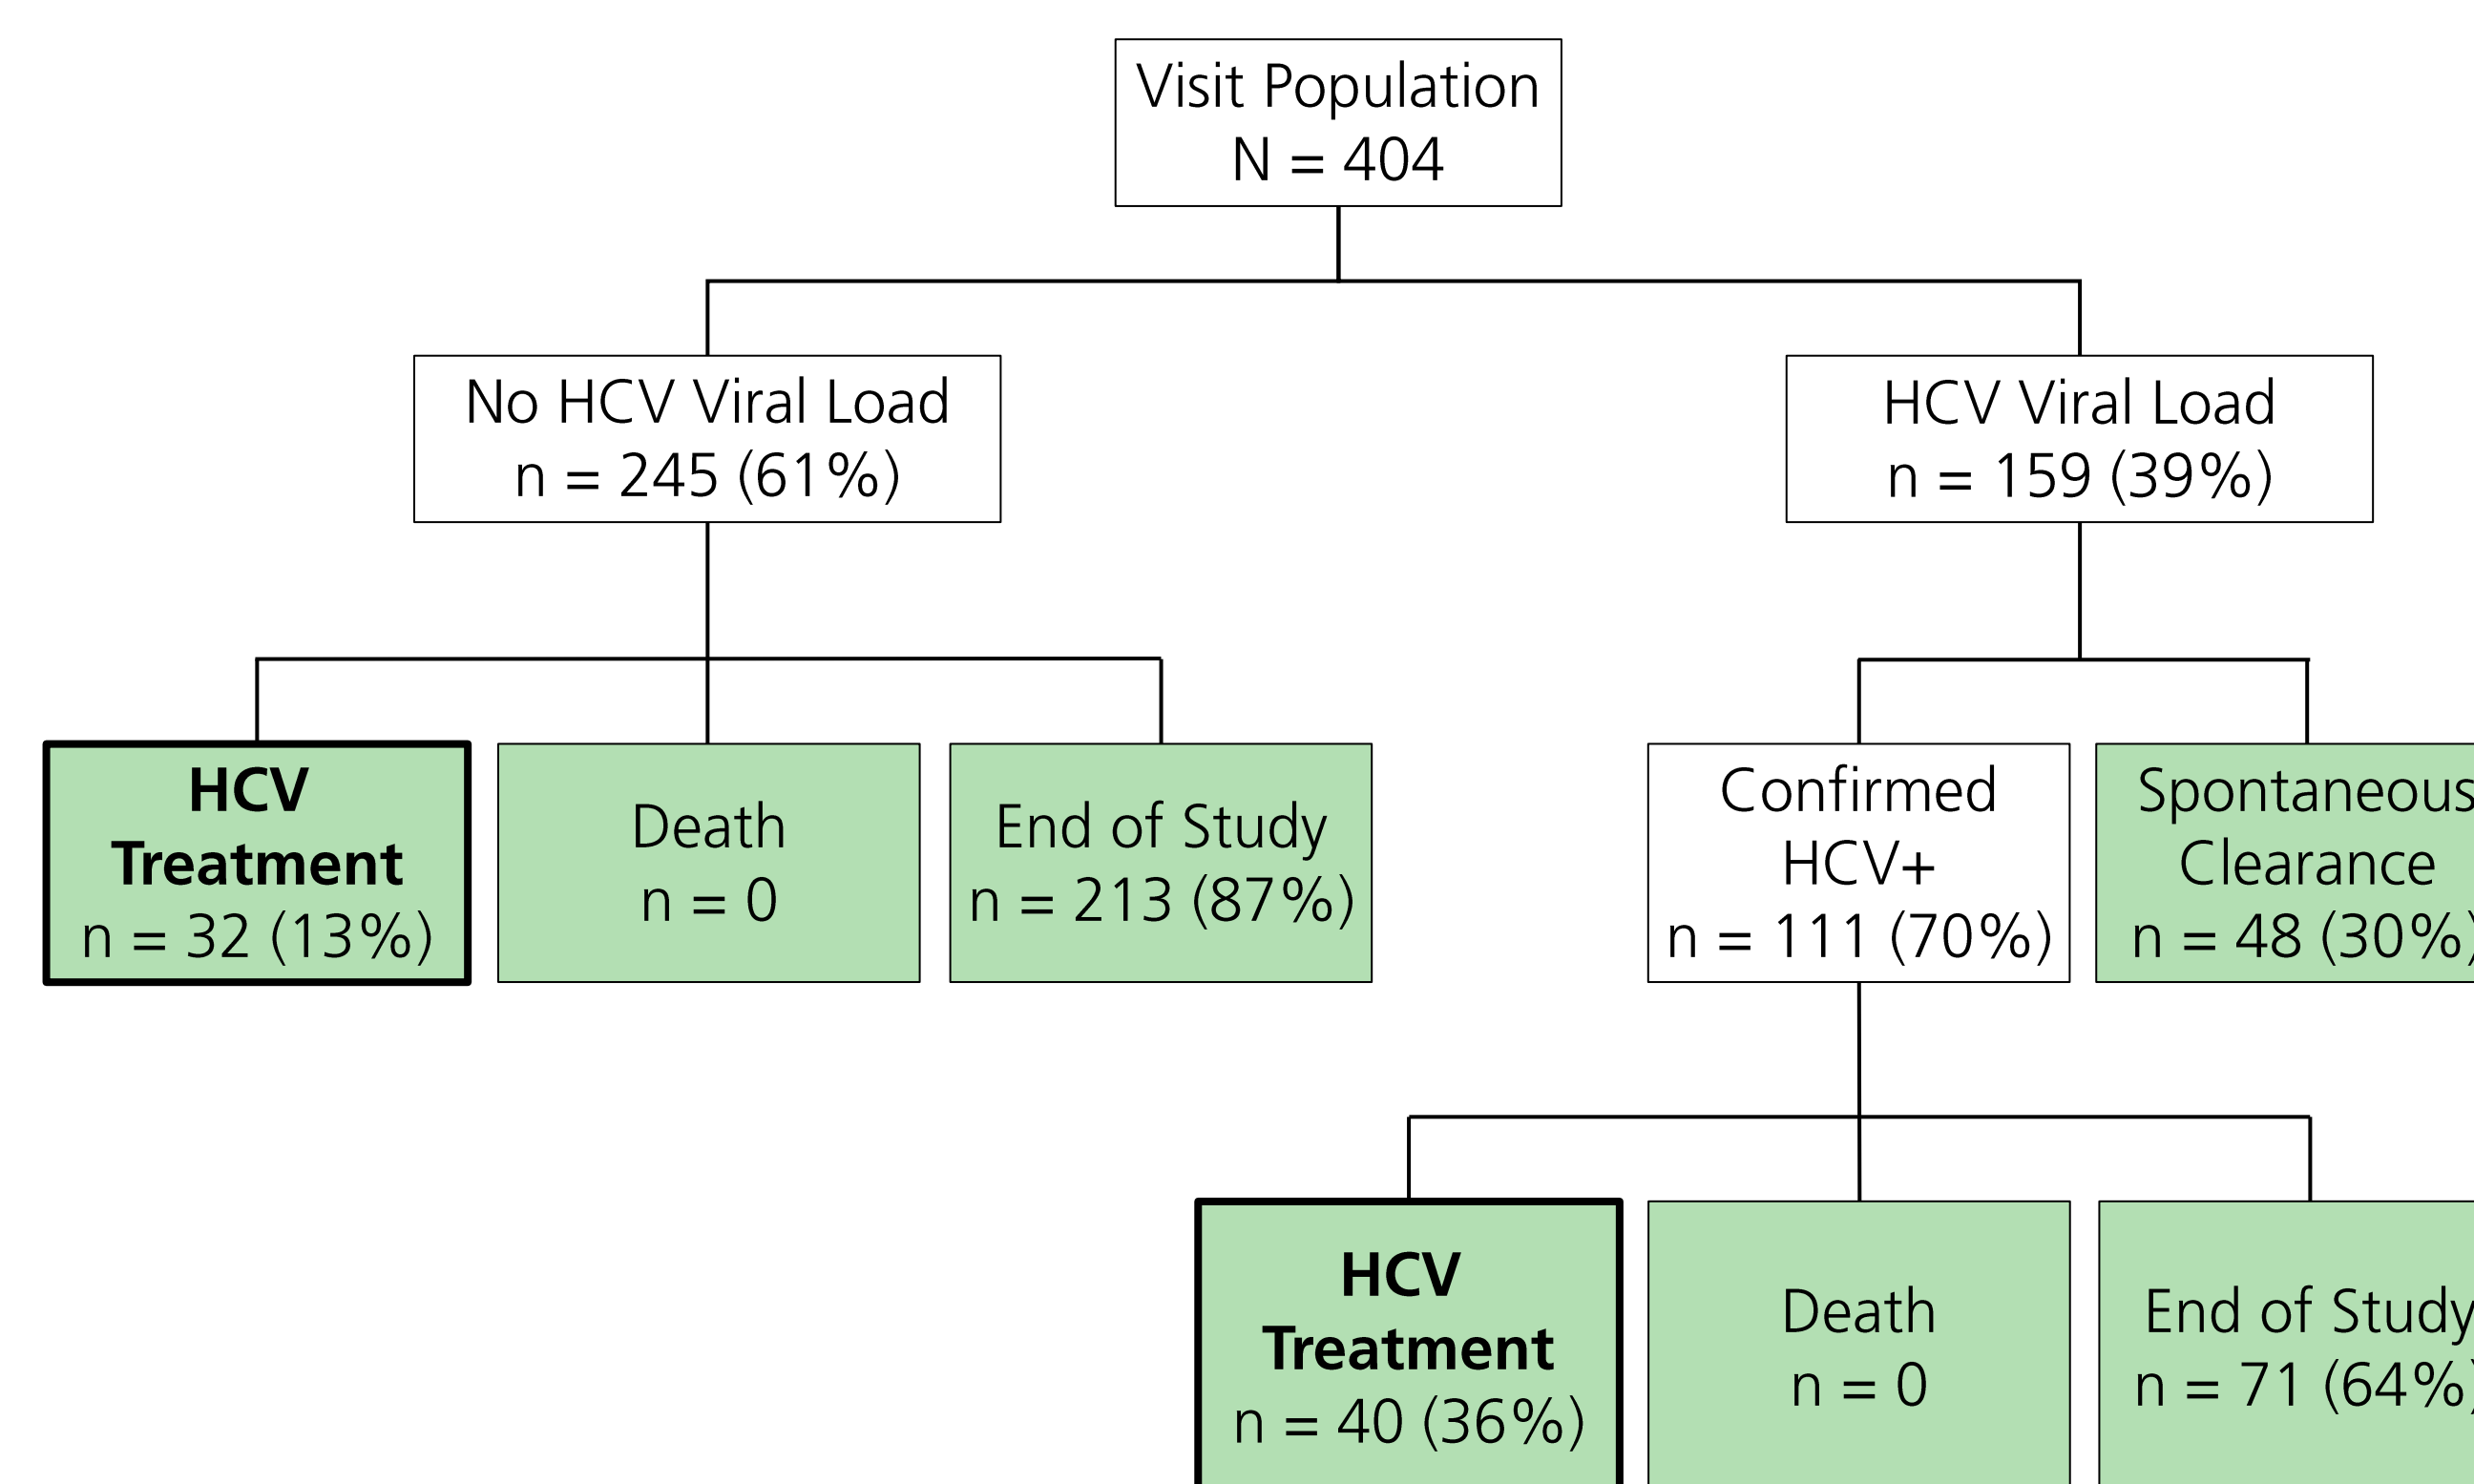 Visit Population
N = 404
No HCV Viral Load
n = 245 (61%)
HCV Viral Load
n = 159 (39%)
HCV
Treatment
n = 32 (13%)
Death
n = 0
End of Study
n = 213 (87%)
Confirmed
HCV+
n = 111 (70%)
Spontaneous
Clearance
n = 48 (30%)
HCV
Treatment
n = 40 (36%)
Death
n = 0
End of Study
n = 71 (64%)